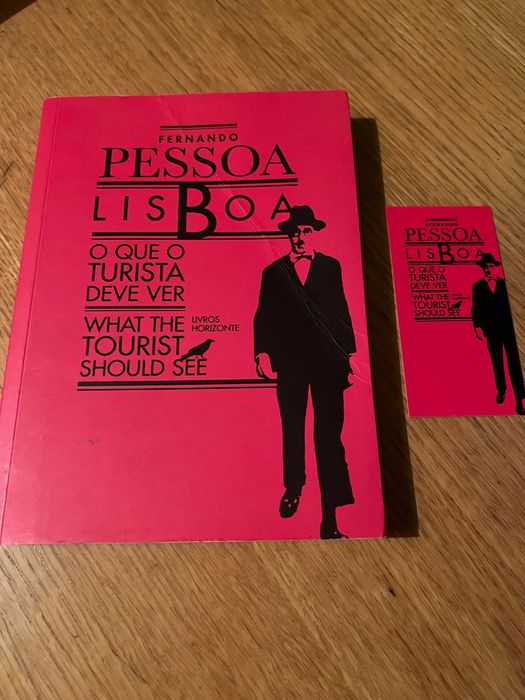 FERNANDO
PESSOA
LISBOA
O QUE O
TURISTA
DEVE VER
WHAT THE
TOURIST
SHOULD SEE
LIVROS
HORIZONTE
FERNANDO
PESSOA
LISBOA
O QUE O
TURISTA
DEVE VER
WHAT THE
TOURIST
SHOULD SEE